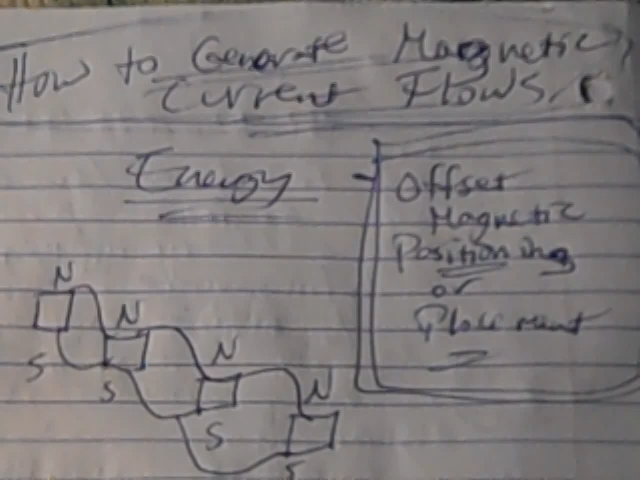 How to Generate Magnetic
Current Flows
Energy
Offset
Magnetic
Positioning
or
Placement
N
N
N
N
S
S
S
S